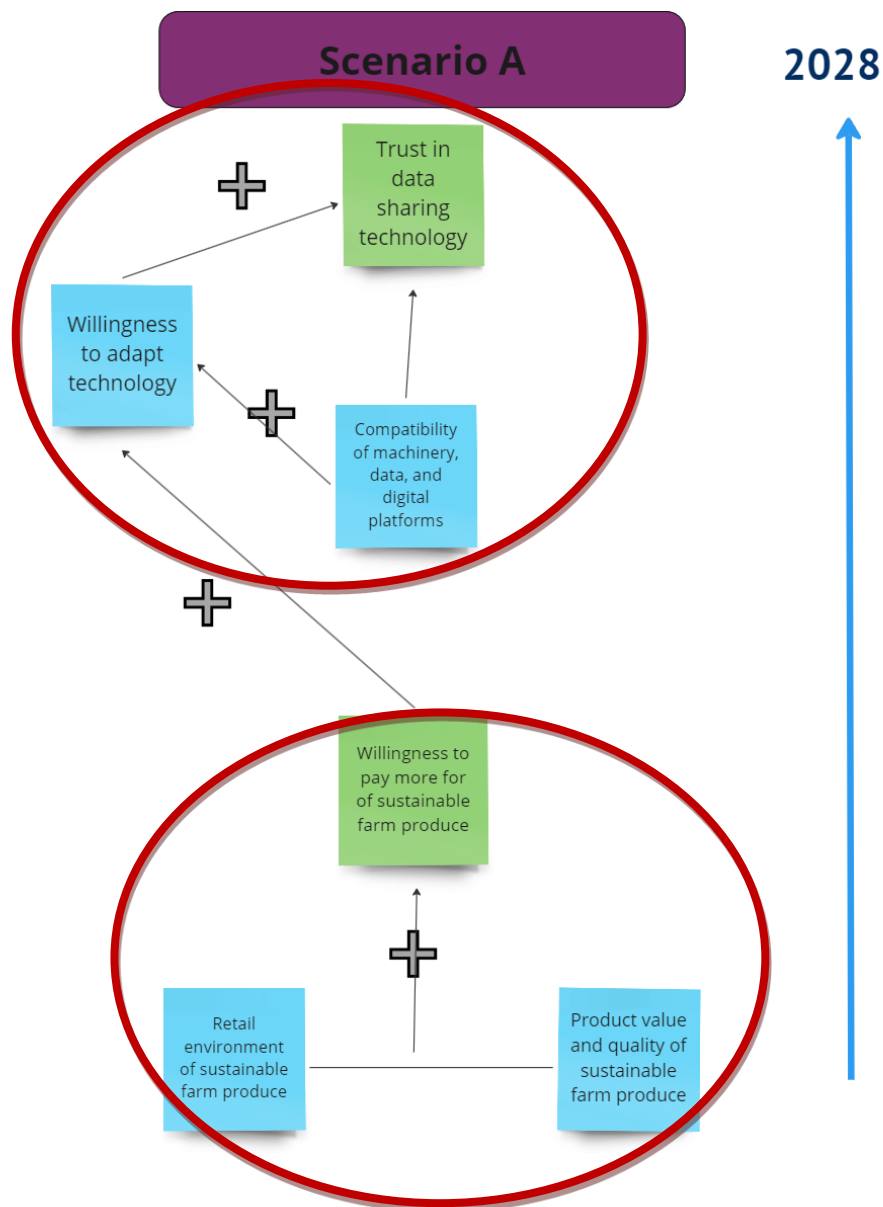 Scenario A
2028
Trust in
data
sharing
technology
Willingness
to adapt
technology
Compatibility
of machinery,
data, and
digital
platforms
Willingness to
pay more for
of sustainable
farm produce
Retail
environment
of sustainable
farm produce
Product value
and quality of
sustainable
farm produce